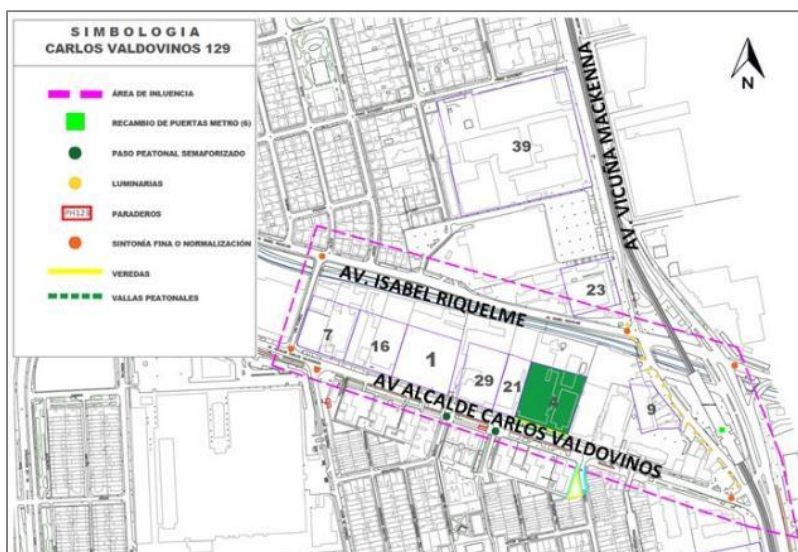 SIMBOLOGIA
CARLOS VALDOVINOS 129
ÁREA DE INLUENCIA
RECAMBIO DE PUERTAS METRO (6)
PASO PEATONAL SEMAFORIZADO
LUMINARIAS
PARADEROS
SINTONÍA FINA O NORMALIZACIÓN
VEREDAS
VALLAS PEATONALES
N
39
AV. VICUÑA MACKENNA
AV. ISABEL RIQUELME
23
7
16
1
29
21
4
9
AV ALCALDE CARLOS VALDOVINOS